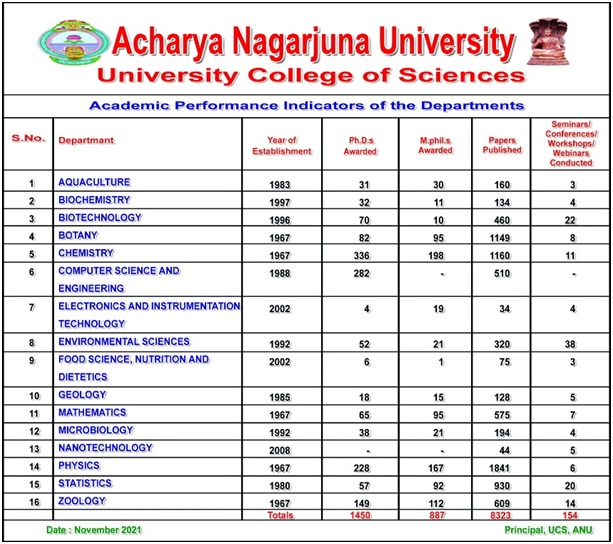 Acharya Nagarjuna University
University College of Sciences
Academic Performance Indicators of the Departments
S.No. Departmant Year of Establishment Ph.D.s Awarded M.phil.s Awarded Papers Published Seminars/ Conferences/ Workshops/ Webinars Conducted
1 AQUACULTURE 1983 31 30 160 3
2 BIOCHEMISTRY 1997 32 11 134 4
3 BIOTECHNOLOGY 1996 70 10 460 22
4 BOTANY 1967 82 95 1149 8
5 CHEMISTRY 1967 336 198 1160 11
6 COMPUTER SCIENCE AND ENGINEERING 1988 282 - 510 -
7 ELECTRONICS AND INSTRUMENTATION TECHNOLOGY 2002 4 19 34 4
8 ENVIRONMENTAL SCIENCES 1992 52 21 320 38
9 FOOD SCIENCE, NUTRITION AND DIETETICS 2002 6 1 75 3
10 GEOLOGY 1985 18 15 128 5
11 MATHEMATICS 1967 65 95 575 7
12 MICROBIOLOGY 1992 38 21 194 4
13 NANOTECHNOLOGY 2008 - - 44 5
14 PHYSICS 1967 228 167 1841 6
15 STATISTICS 1980 57 92 930 20
16 ZOOLOGY 1967 149 112 609 14
Totals 1450 887 8323 154
Date : November 2021 Principal, UCS, ANU